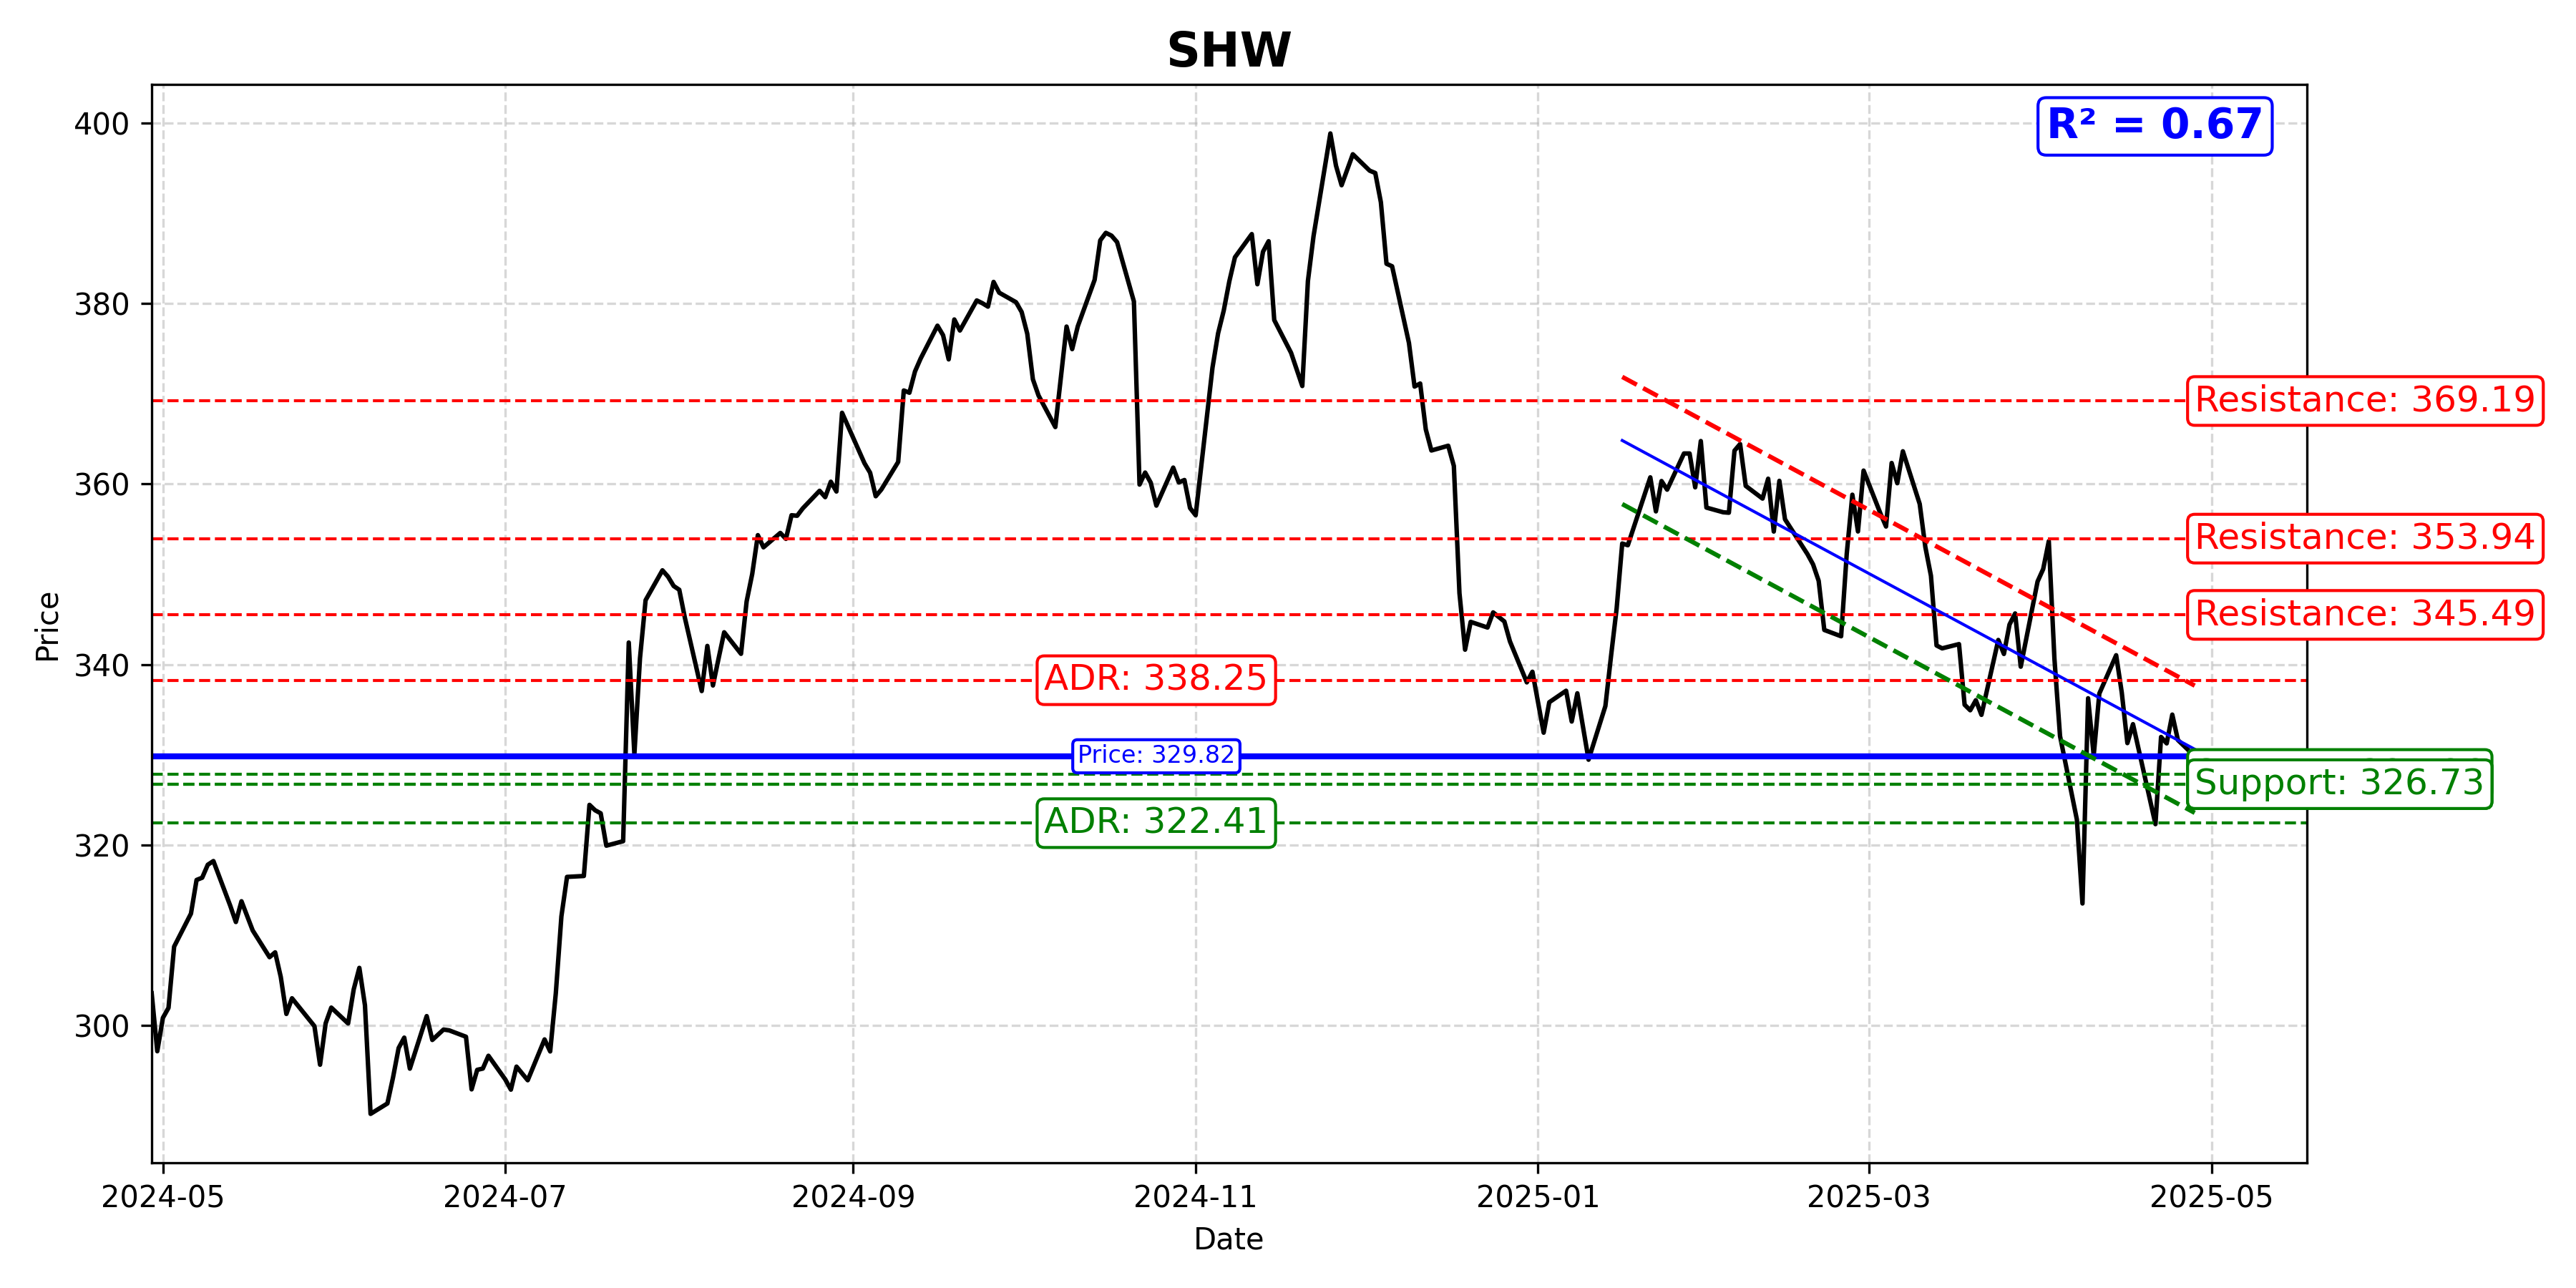 SHW
R² = 0.67
400
380
360
340
320
300
Price
Resistance: 369.19
Resistance: 353.94
Resistance: 345.49
ADR: 338.25
Price: 329.82
Support: 326.73
ADR: 322.41
2024-05
2024-07
2024-09
2024-11
2025-01
2025-03
2025-05
Date